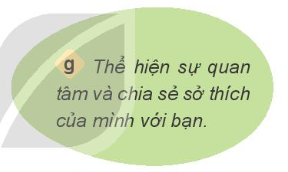 g Thể hiện sự quan
tâm và chia sẻ sở thích
của mình với bạn.